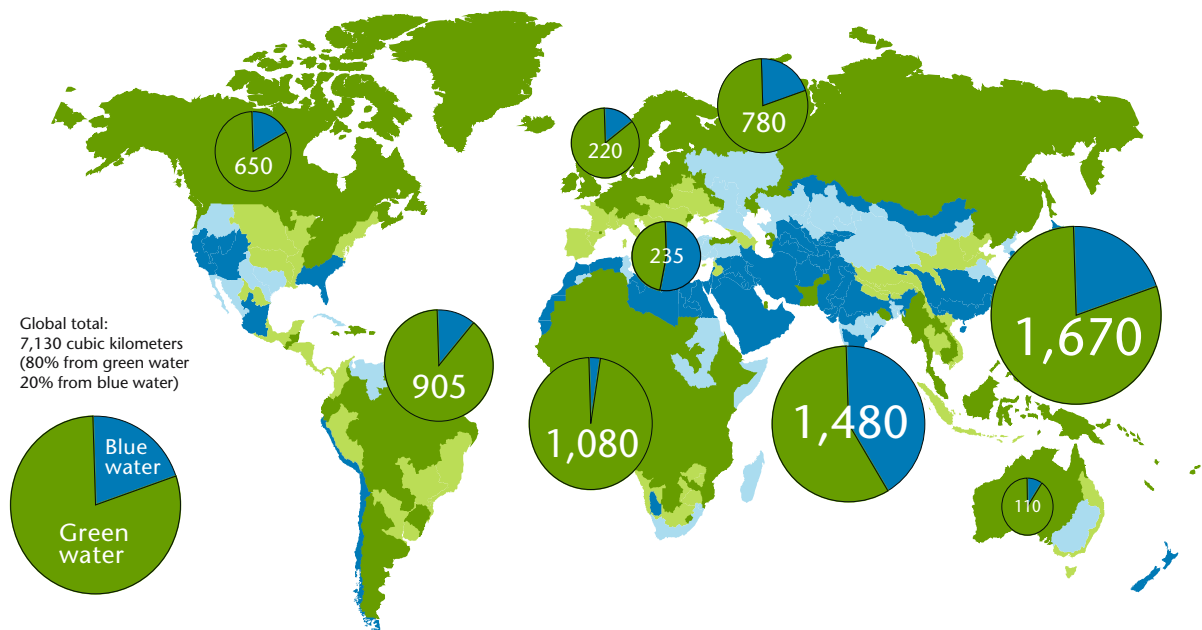 650
220
780
235
Global total:
7,130 cubic kilometers
(80% from green water
20% from blue water)
905
1,670
1,080
1,480
110
Blue
water
Green
water